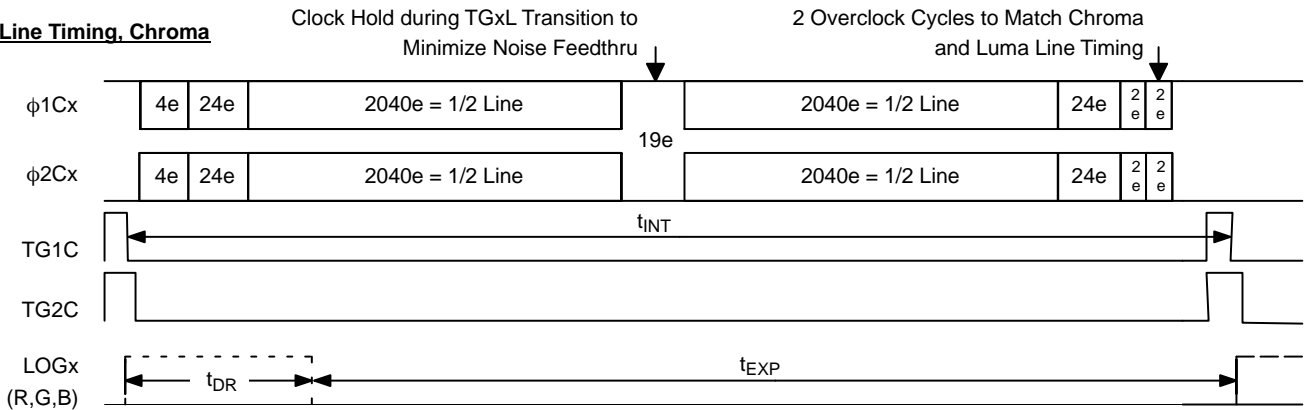 Line Timing, Chroma
Clock Hold during TGxL Transition to
Minimize Noise Feedthru
2 Overclock Cycles to Match Chroma
and Luma Line Timing
ϕ1Cx
4e
24e
2040e = 1/2 Line
2040e = 1/2 Line
24e
2
e
2
e
19e
ϕ2Cx
4e
24e
2040e = 1/2 Line
2040e = 1/2 Line
24e
2
e
2
e
tINT
TG1C
TG2C
LOGx
(R,G,B)
tDR
tEXP